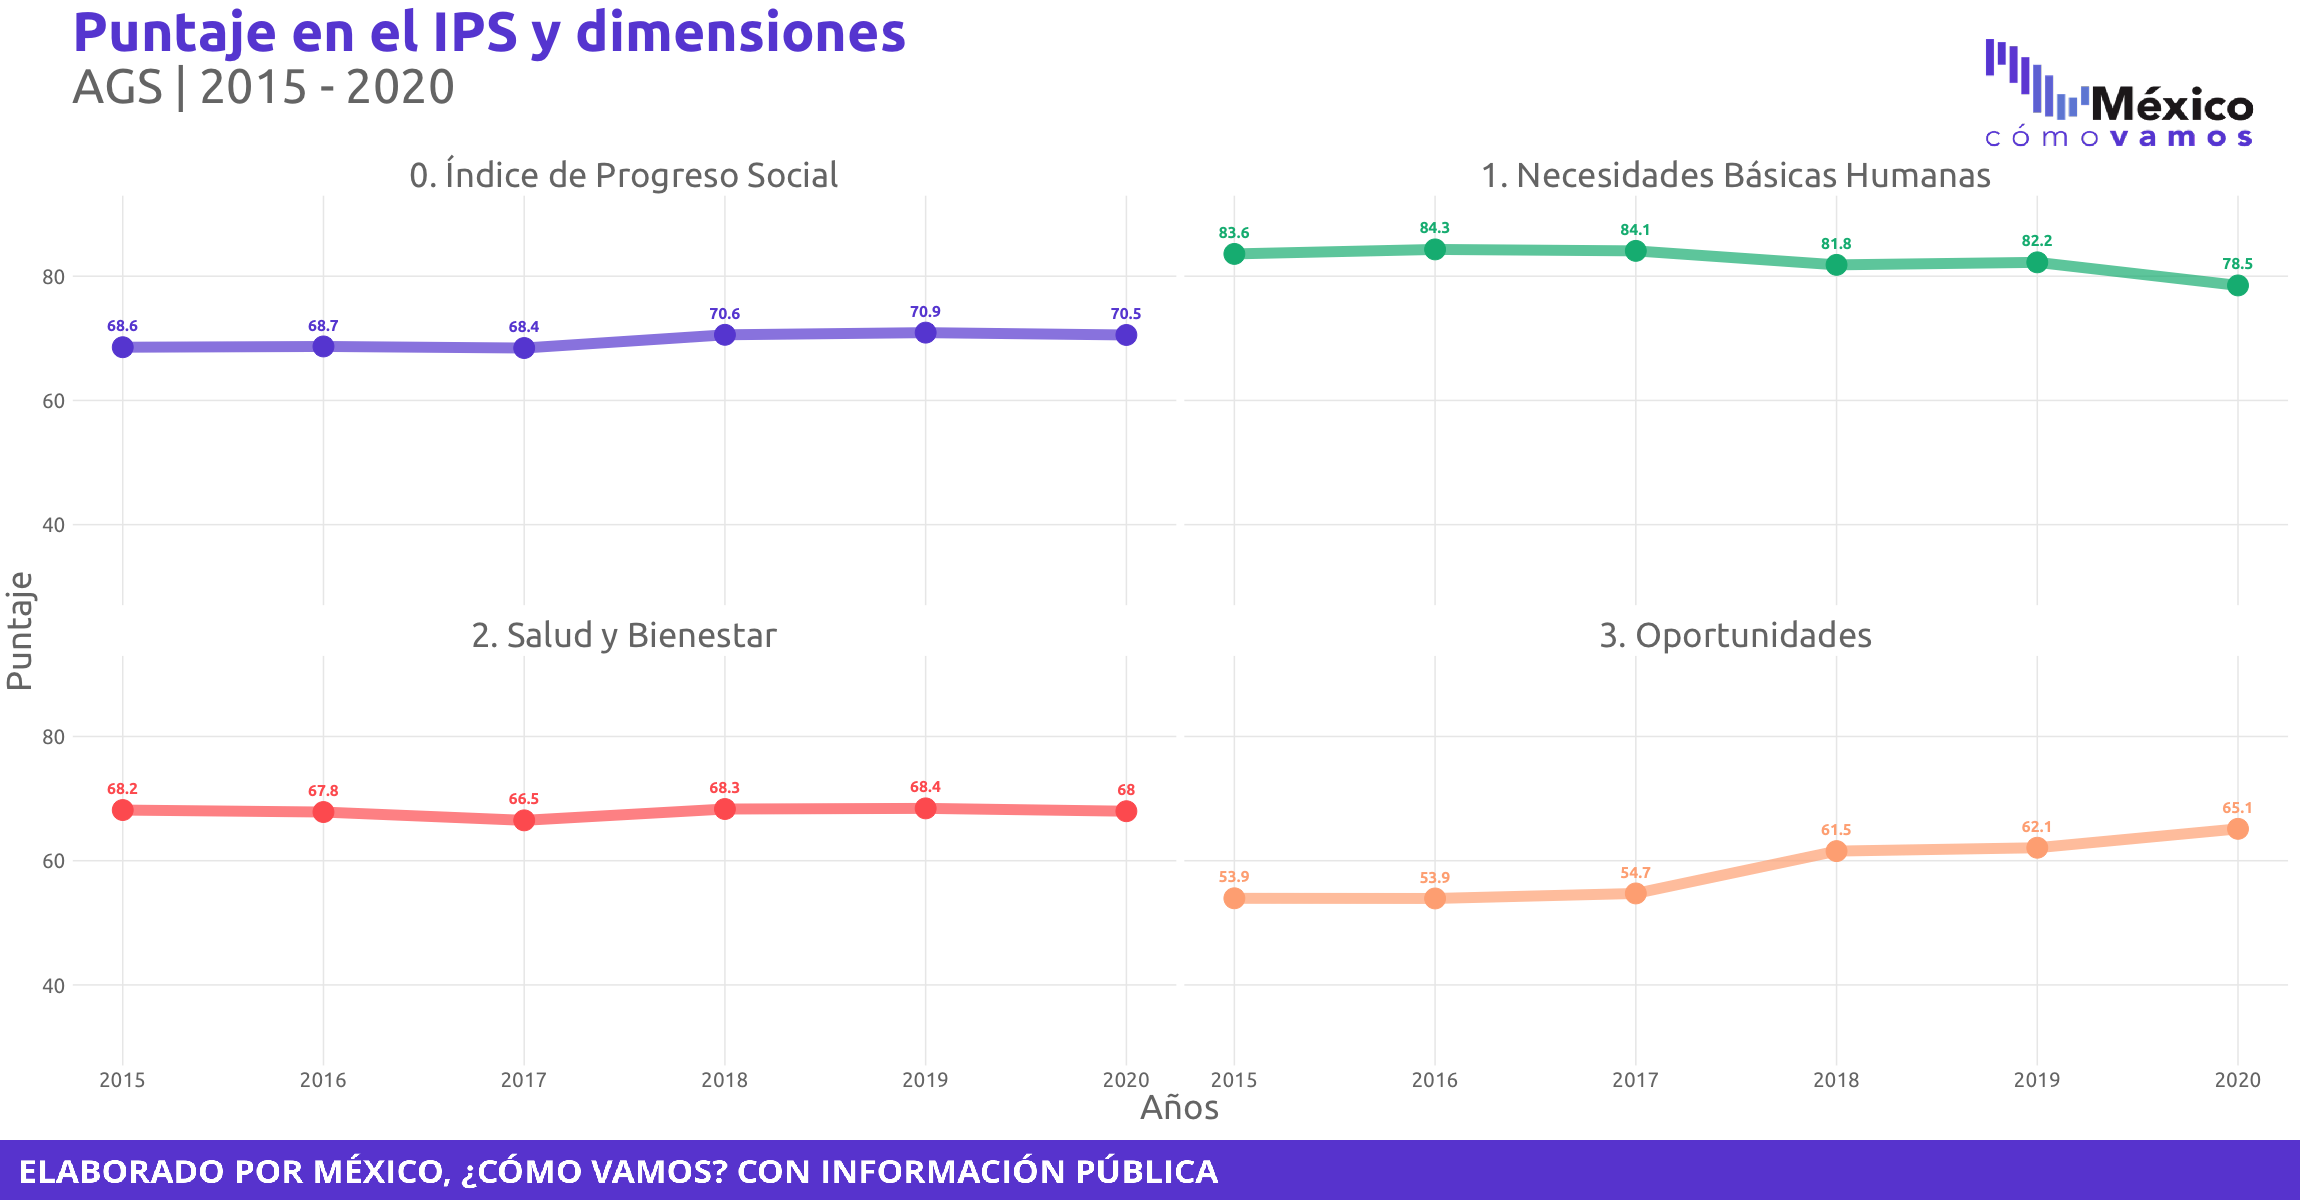 Puntaje en el IPS y dimensiones
AGS | 2015 - 2020
México
cómovamos
0. Índice de Progreso Social
1. Necesidades Básicas Humanas
80
60
40
68.6
68.7
68.4
70.6
70.9
70.5
83.6
84.3
84.1
81.8
82.2
78.5
Puntaje
2. Salud y Bienestar
3. Oportunidades
80
60
40
68.2
67.8
66.5
68.3
68.4
68
53.9
53.9
54.7
61.5
62.1
65.1
2015 2016 2017 2018 2019 2020 2015 2016 2017 2018 2019 2020
Años
ELABORADO POR MÉXICO, ¿CÓMO VAMOS? CON INFORMACIÓN PÚBLICA